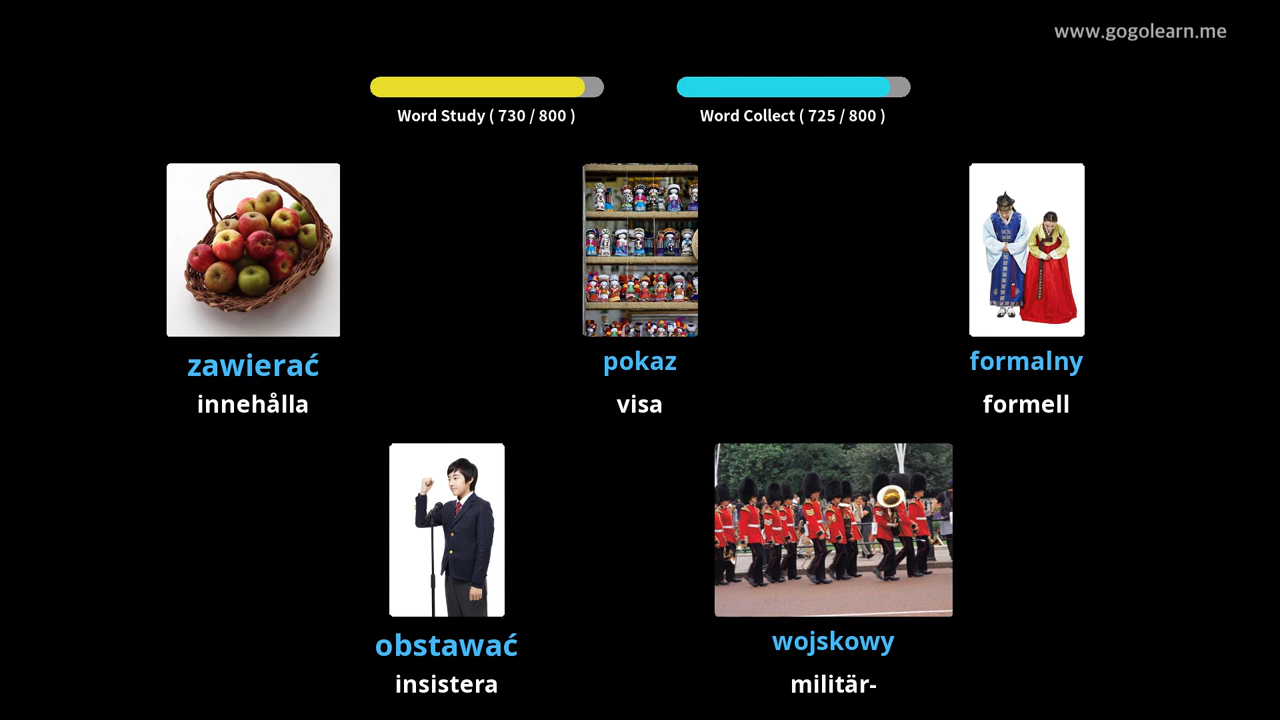 www.gogolearn.me
Word Study ( 730 / 800 )
Word Collect ( 725 / 800 )
zawierać
innehålla
pokaz
visa
formalny
formell
obstawać
insistera
wojskowy
militär-